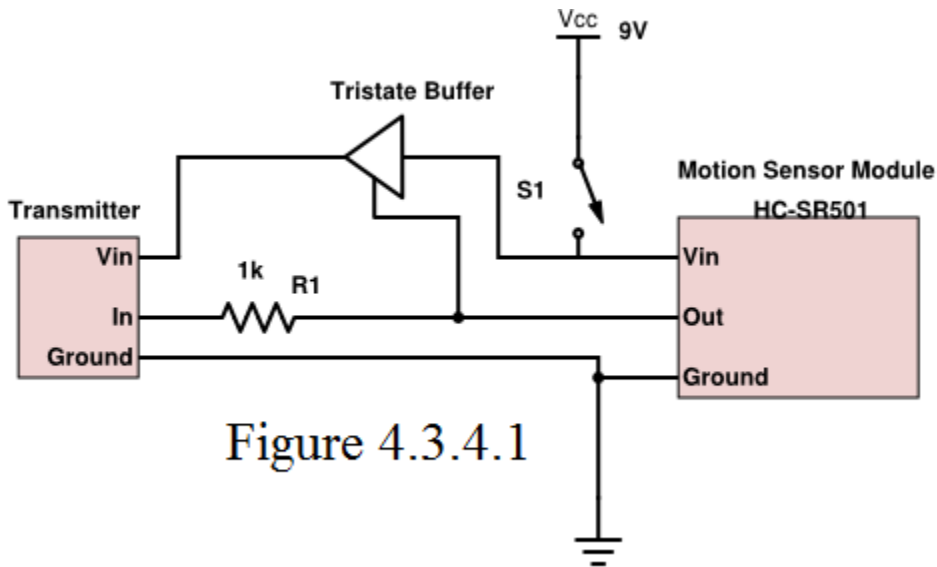 Vcc 9V
Tristate Buffer
S1
Motion Sensor Module
HC-SR501
Transmitter
Vin
In
Ground
1k
R1
Vin
Out
Ground
Figure 4.3.4.1